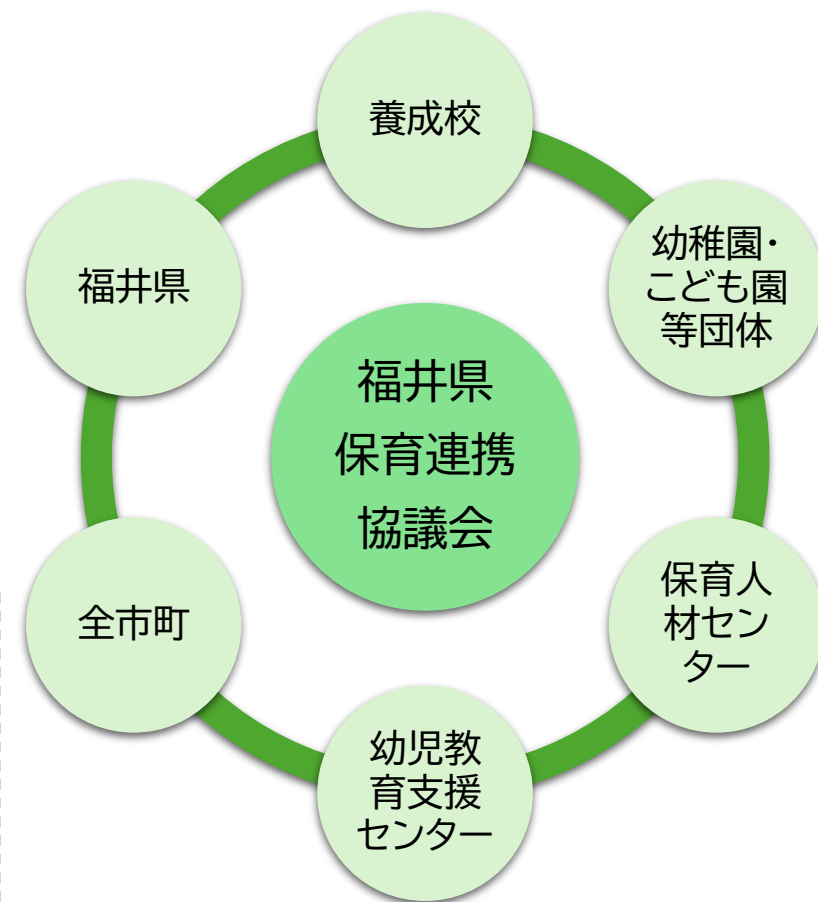 養成校
幼稚園・
こども園
等団体
保育人
材セン
ター
幼児教
育支援
センター
全市町
福井県
福井県
保育連携
協議会